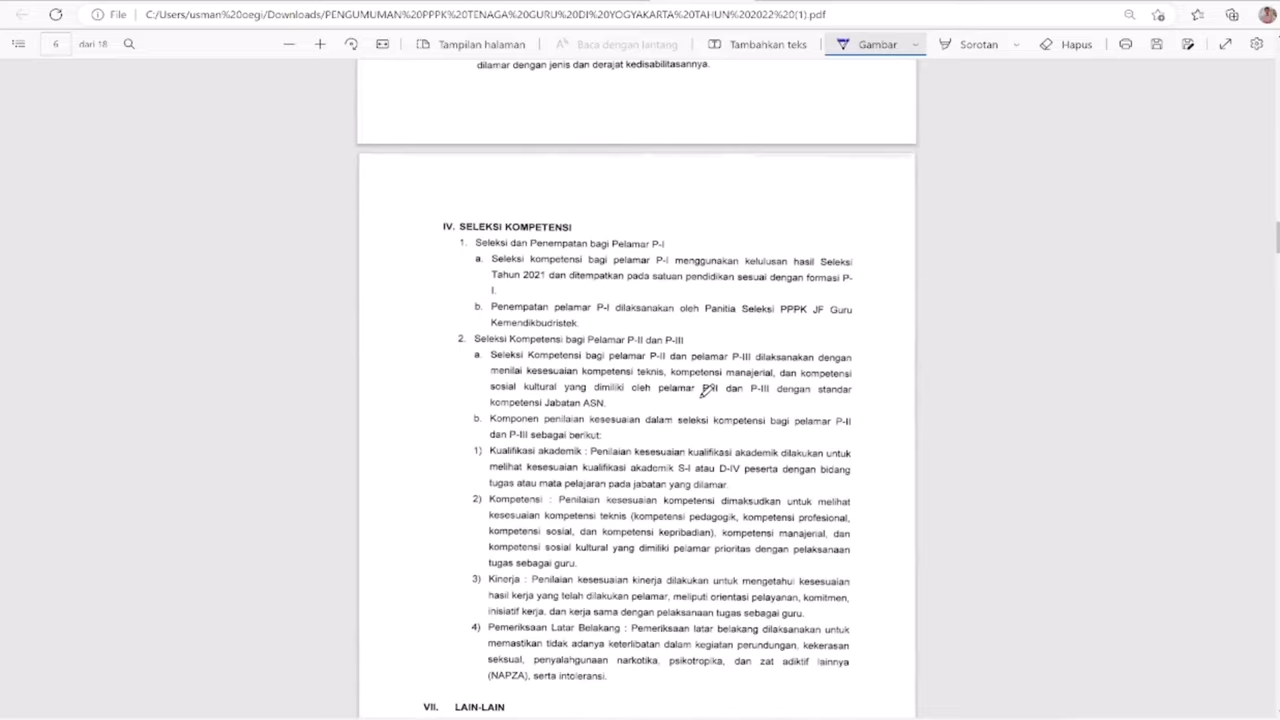 File C:/Users/usman%20oegi/Downloads/PENGUMUMAN%20PPPK%20TENAGA%20GURU%20DI%20YOGYAKARTA%20TAHUN%202022%20(1).pdf
6 dari 18 Tampilan halaman Baca dengan lantang Tambahkan teks Gambar Sorotan Hapus
dilamar dengan jenis dan derajat kedisabilitasannya.
IV. SELEKSI KOMPETENSI
1. Seleksi dan Penempatan bagi Pelamar P-I
a. Seleksi kompetensi bagi pelamar P-I menggunakan kelulusan hasil Seleksi
Tahun 2021 dan ditempatkan pada satuan pendidikan sesuai dengan formasi P-
I.
b. Penempatan pelamar P-I dilaksanakan oleh Panitia Seleksi PPPK JF Guru
Kemendikbudristek.
2. Seleksi Kompetensi bagi Pelamar P-II dan P-III
a. Seleksi Kompetensi bagi pelamar P-II dan pelamar P-III dilaksanakan dengan
menilai kesesuaian kompetensi teknis, kompetensi manajerial, dan kompetensi
sosial kultural yang dimiliki oleh pelamar P-II dan P-III dengan standar
kompetensi Jabatan ASN.
b. Komponen penilaian kesesuaian dalam seleksi kompetensi bagi pelamar P-II
dan P-III sebagai berikut:
1) Kualifikasi akademik : Penilaian kesesuaian kualifikasi akademik dilakukan untuk
melihat kesesuaian kualifikasi akademik S-I atau D-IV peserta dengan bidang
tugas atau mata pelajaran pada jabatan yang dilamar.
2) Kompetensi : Penilaian kesesuaian kompetensi dimaksudkan untuk melihat
kesesuaian kompetensi teknis (kompetensi pedagogik, kompetensi profesional,
kompetensi sosial, dan kompetensi kepribadian), kompetensi manajerial, dan
kompetensi sosial kultural yang dimiliki pelamar prioritas dengan pelaksanaan
tugas sebagai guru.
3) Kinerja : Penilaian kesesuaian kinerja dilakukan untuk mengetahui kesesuaian
hasil kerja yang telah dilakukan pelamar, meliputi orientasi pelayanan, komitmen,
inisiatif kerja, dan kerja sama dengan pelaksanaan tugas sebagai guru.
4) Pemeriksaan Latar Belakang : Pemeriksaan latar belakang dilaksanakan untuk
memastikan tidak adanya keterlibatan dalam kegiatan perundungan, kekerasan
seksual, penyalahgunaan narkotika, psikotropika, dan zat adiktif lainnya
(NAPZA), serta intoleransi.
VII. LAIN-LAIN